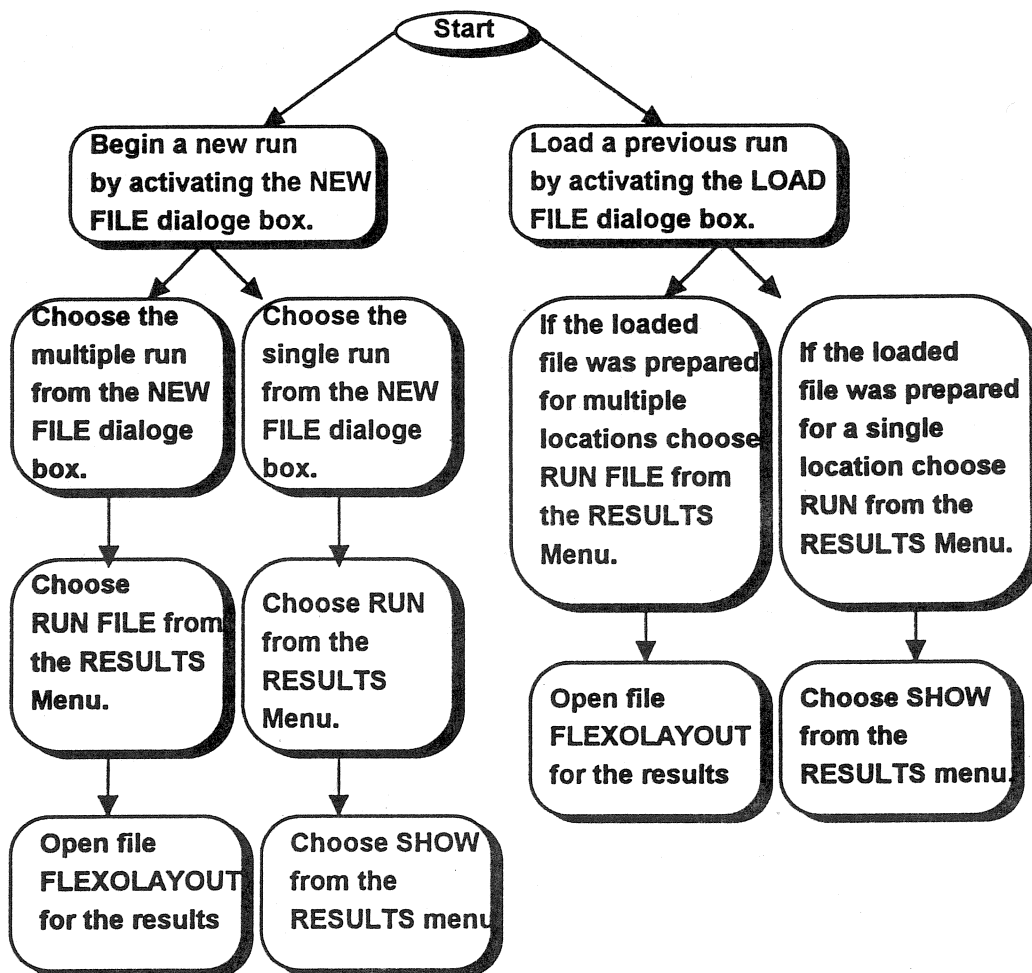 Start
Begin a new run
by activating the NEW
FILE dialoge box.
Load a previous run
by activating the LOAD
FILE dialoge box.
Choose the
multiple run
from the NEW
FILE dialoge
box.
Choose the
single run
from the NEW
FILE dialoge
box.
If the loaded
file was prepared
for multiple
locations choose
RUN FILE from
the RESULTS
Menu.
If the loaded
file was prepared
for a single
location choose
RUN from the
RESULTS Menu.
Choose
RUN FILE from
the RESULTS
Menu.
Choose RUN
from the
RESULTS
Menu.
Open file
FLEXOLAYOUT
for the results
Choose SHOW
from the
RESULTS menu.
Open file
FLEXOLAYOUT
for the results
Choose SHOW
from the
RESULTS menu